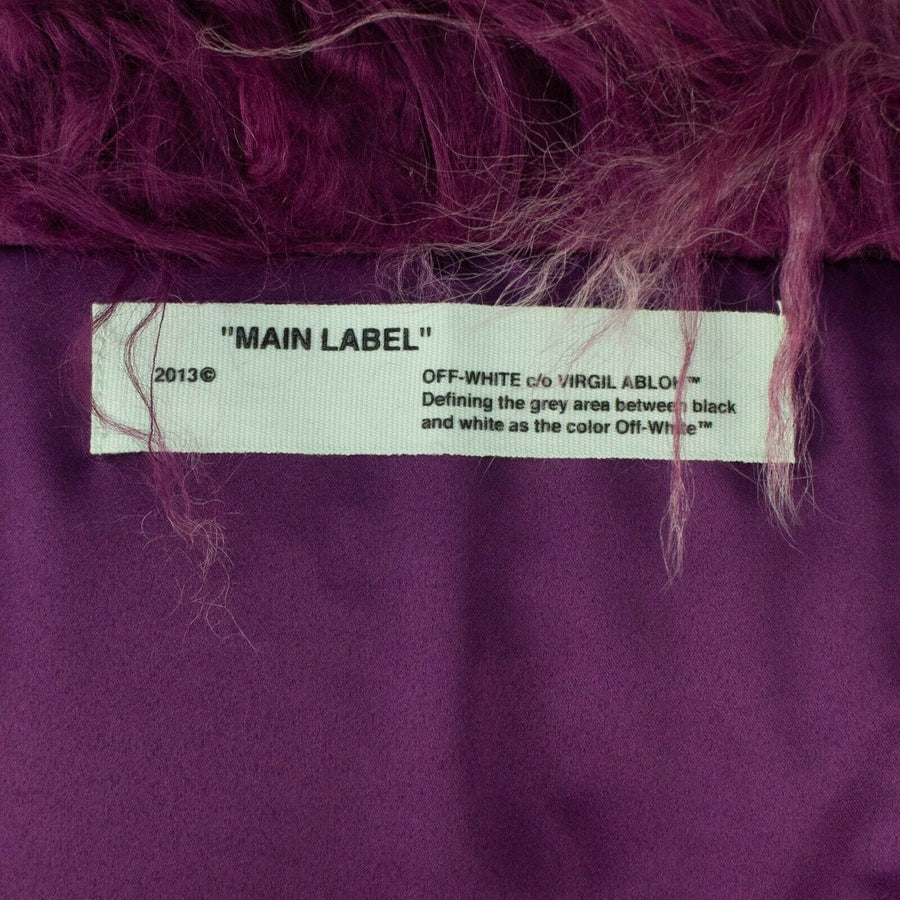 "MAIN LABEL"
2013©
OFF-WHITE c/o VIRGIL ABLOH™
Defining the grey area between black
and white as the color Off-White™